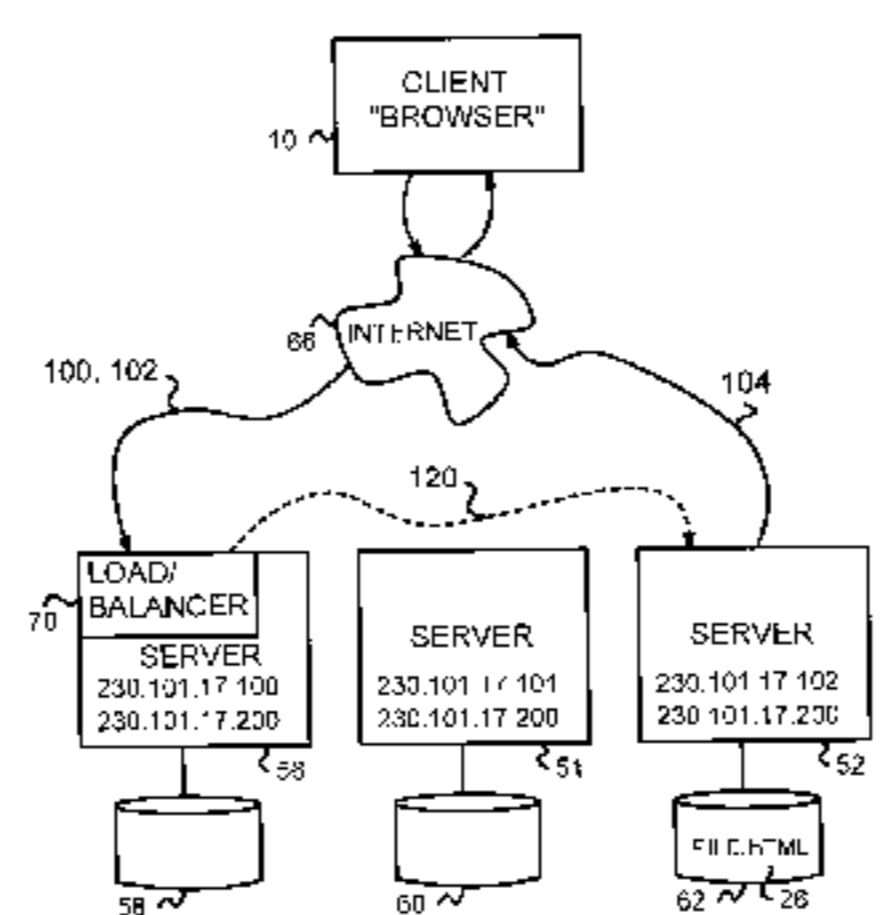 CLIENT
"BROWSER"
10
66
INTERNET
100, 102
104
120
LOAD/
BALANCER
70
SERVER
230.101.17.100
230.101.17.200
56
SERVER
230.101.17.101
230.101.17.200
51
SERVER
230.101.17.102
230.101.17.200
52
58
60
FILE.HTML
62
26